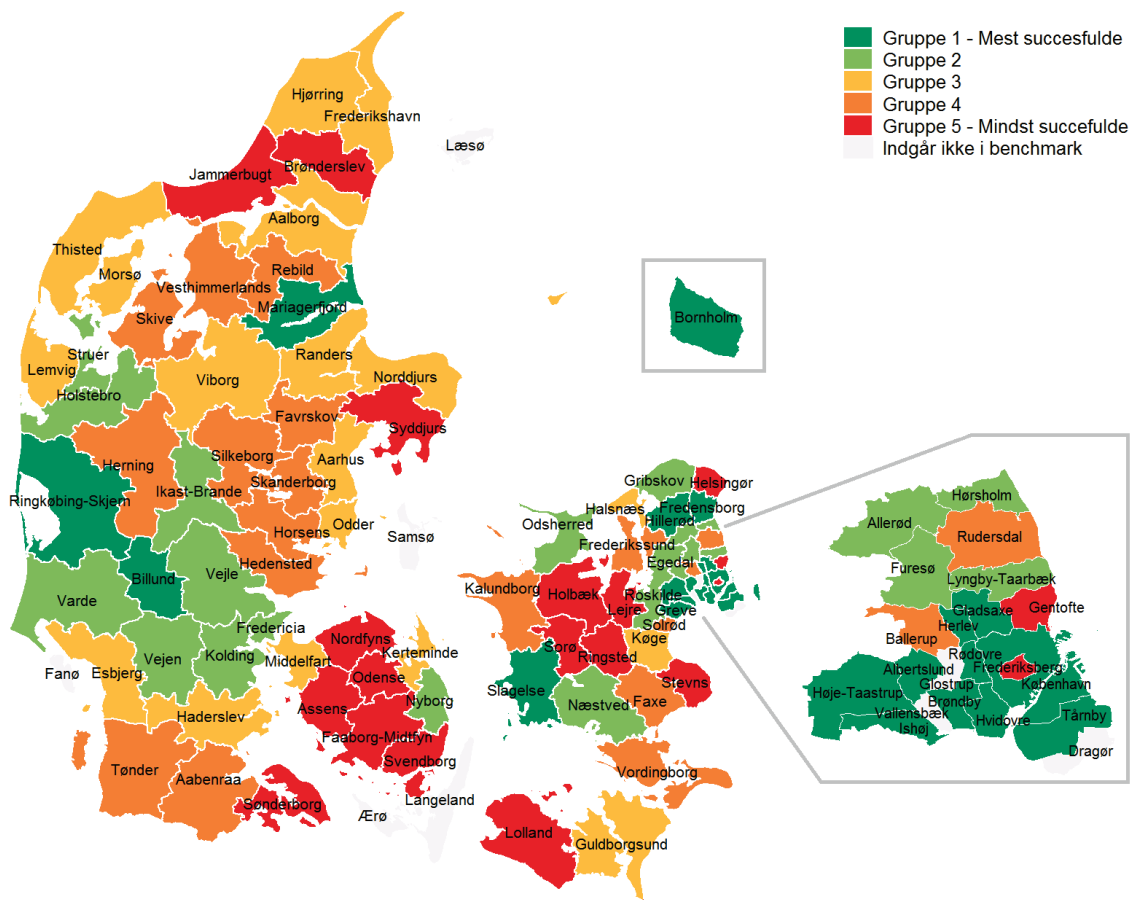 Gruppe 1 - Mest succesfulde
Gruppe 2
Gruppe 3
Gruppe 4
Gruppe 5 - Mindst succefulde
Indgår ikke i benchmark
Hjørring
Frederikshavn
Læsø
Brønderslev
Jammerbugt
Aalborg
Thisted
Morsø
Rebild
Vesthimmerlands
Mariagerfjord
Skive
Bornholm
Struer
Lemvig
Randers
Viborg
Norddjurs
Holstebro
Favrskov
Syddjurs
Silkeborg
Aarhus
Herning
Skanderborg
Ikast-Brande
Ringkøbing-Skjern
Horsens
Odder
Samsø
Hedensted
Billund
Vejle
Varde
Fredericia
Kolding
Vejen
Middelfart
Esbjerg
Fanø
Haderslev
Tønder
Aabenraa
Sønderborg
Nordfyns
Kerteminde
Odense
Nyborg
Assens
Faaborg-Midtfyn
Svendborg
Langeland
Ærø
Gribskov
Helsingør
Halsnæs
Fredensborg
Hillerød
Odsherred
Frederikssund
Egedal
Kalundborg
Holbæk
Roskilde
Lejre
Greve
Solrød
Køge
Sorø
Ringsted
Stevns
Slagelse
Næstved
Faxe
Vordingborg
Lolland
Guldborgsund
Hørsholm
Allerød
Rudersdal
Furesø
Lyngby-Taarbæk
Gladsaxe
Gentofte
Herlev
Ballerup
Rødovre
Albertslund
Frederiksberg
Glostrup
København
Høje-Taastrup
Brøndby
Vallensbæk
Hvidovre
Tårnby
Ishøj
Dragør